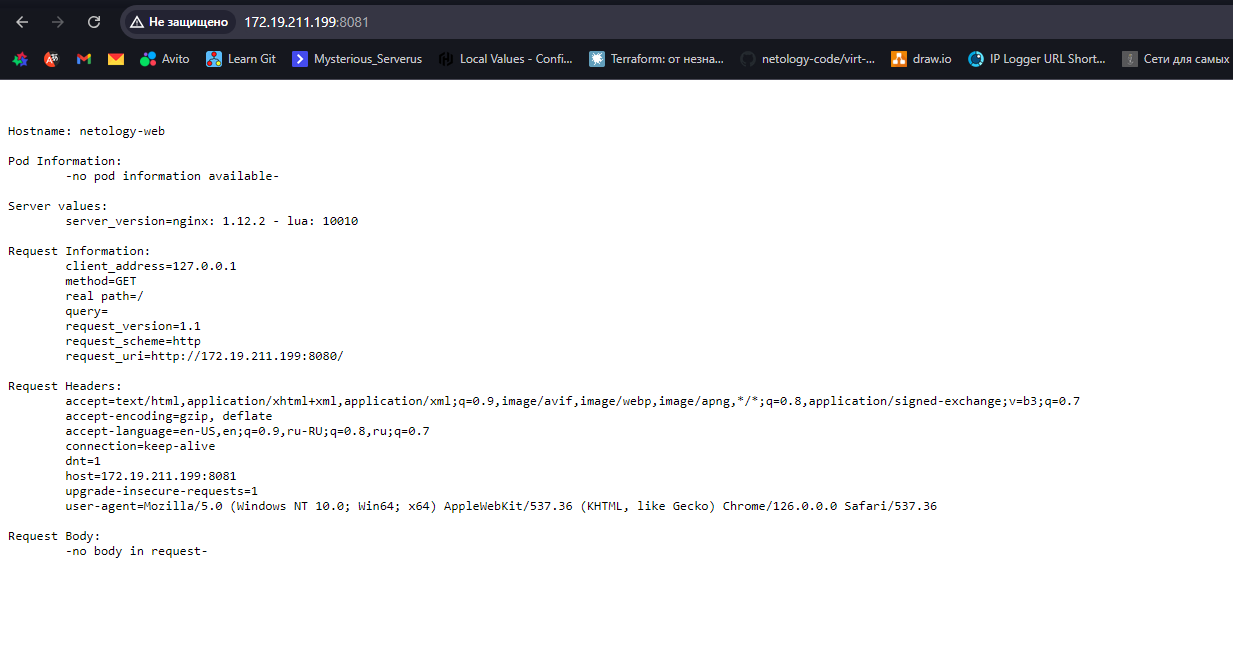 Не защищено 172.19.211.199:8081
Avito Learn Git Mysterious_Serverus Local Values - Confi... Terraform: от незна... netology-code/virt-... draw.io IP Logger URL Short... Сети для самых
Hostname: netology-web
Pod Information:
-no pod information available-
Server values:
server_version=nginx: 1.12.2 - lua: 10010
Request Information:
client_address=127.0.0.1
method=GET
real path=/
query=
request_version=1.1
request_scheme=http
request_uri=http://172.19.211.199:8080/
Request Headers:
accept=text/html,application/xhtml+xml,application/xml;q=0.9,image/avif,image/webp,image/apng,*/*;q=0.8,application/signed-exchange;v=b3;q=0.7
accept-encoding=gzip, deflate
accept-language=en-US,en;q=0.9,ru-RU;q=0.8,ru;q=0.7
connection=keep-alive
dnt=1
host=172.19.211.199:8081
upgrade-insecure-requests=1
user-agent=Mozilla/5.0 (Windows NT 10.0; Win64; x64) AppleWebKit/537.36 (KHTML, like Gecko) Chrome/126.0.0.0 Safari/537.36
Request Body:
-no body in request-